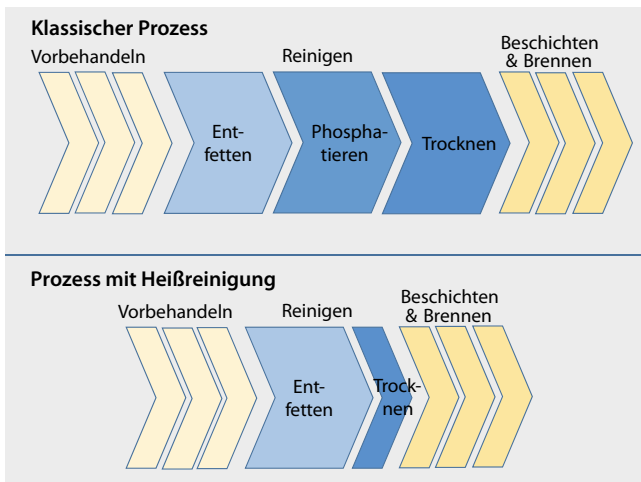 Klassischer Prozess
Vorbehandeln
Reinigen
Beschichten
& Brennen
Ent-
fetten
Phospha-
tieren
Trocknen
Prozess mit Heißreinigung
Vorbehandeln
Reinigen
Beschichten
& Brennen
Ent-
fetten
Trock-
nen